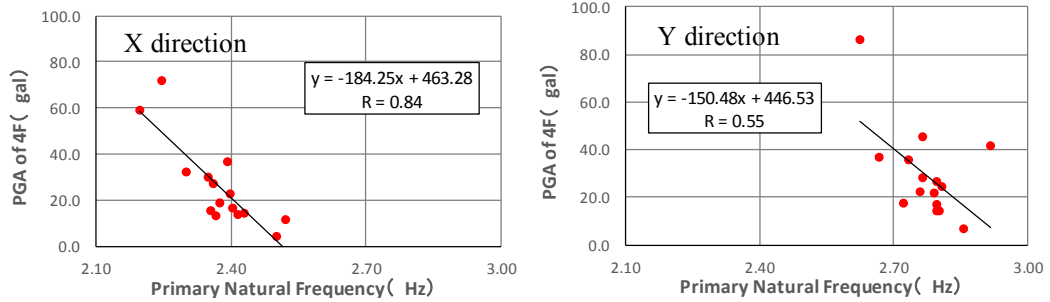 100.0
80.0
60.0
40.0
20.0
0.0
PGA of 4F( gal)
X direction
y = -184.25x + 463.28
R = 0.84
2.10 2.40 2.70 3.00
Primary Natural Frequency( Hz)
100.0
80.0
60.0
40.0
20.0
0.0
PGA of 4F( gal)
Y direction
y = -150.48x + 446.53
R = 0.55
2.10 2.40 2.70 3.00
Primary Natural Frequency( Hz)